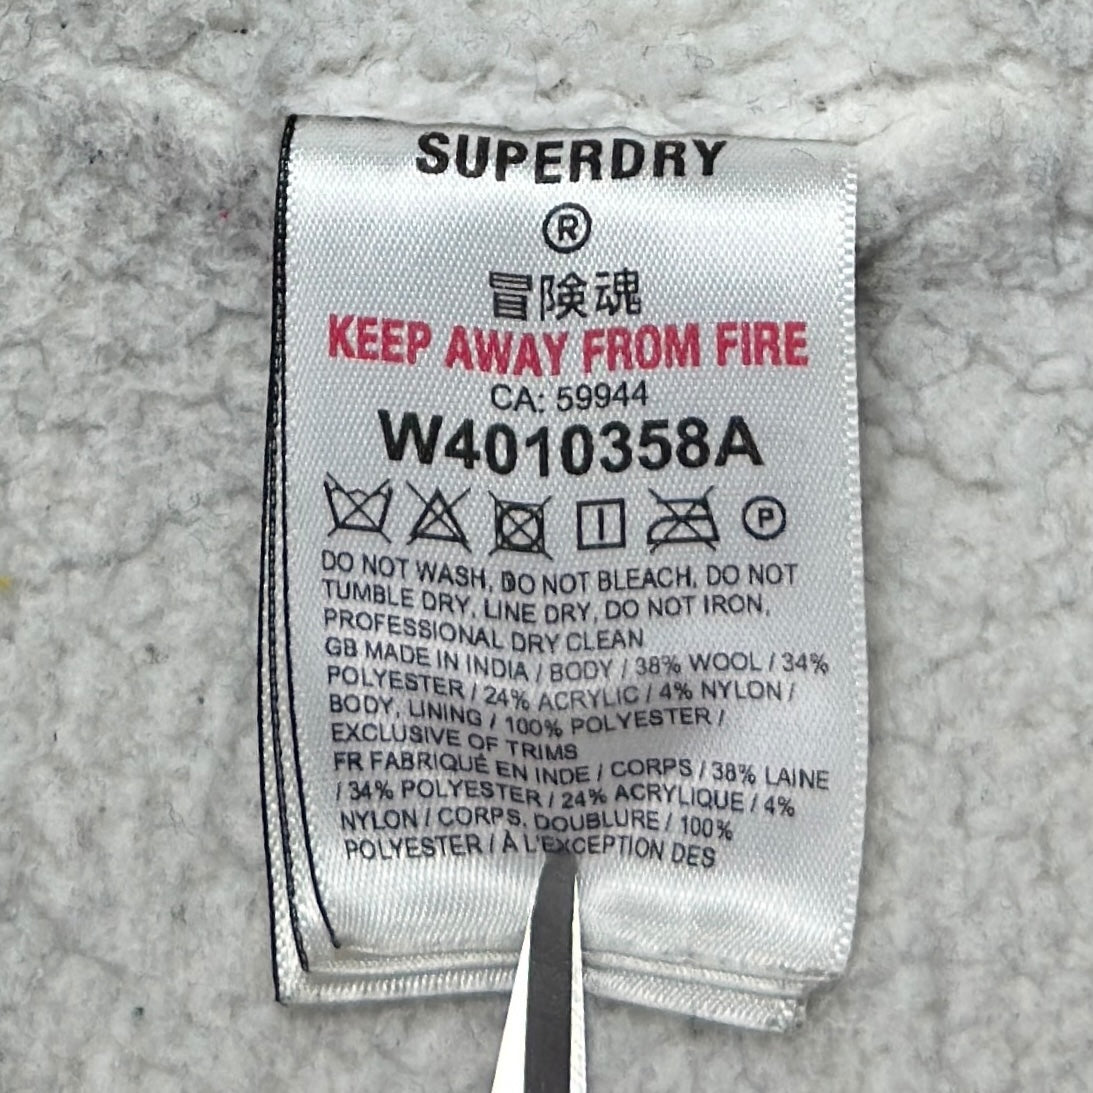 SUPERDRY
®
冒険魂
KEEP AWAY FROM FIRE
CA: 59944
W4010358A
P
DO NOT WASH, DO NOT BLEACH, DO NOT
TUMBLE DRY, LINE DRY, DO NOT IRON,
PROFESSIONAL DRY CLEAN
GB MADE IN INDIA / BODY / 38% WOOL / 34%
POLYESTER / 24% ACRYLIC / 4% NYLON /
BODY, LINING / 100% POLYESTER /
EXCLUSIVE OF TRIMS
FR FABRIQUÉ EN INDE / CORPS / 38% LAINE
/ 34% POLYESTER / 24% ACRYLIQUE / 4%
NYLON / CORPS, DOUBLURE / 100%
POLYESTER / À L'EXCEPTION DES